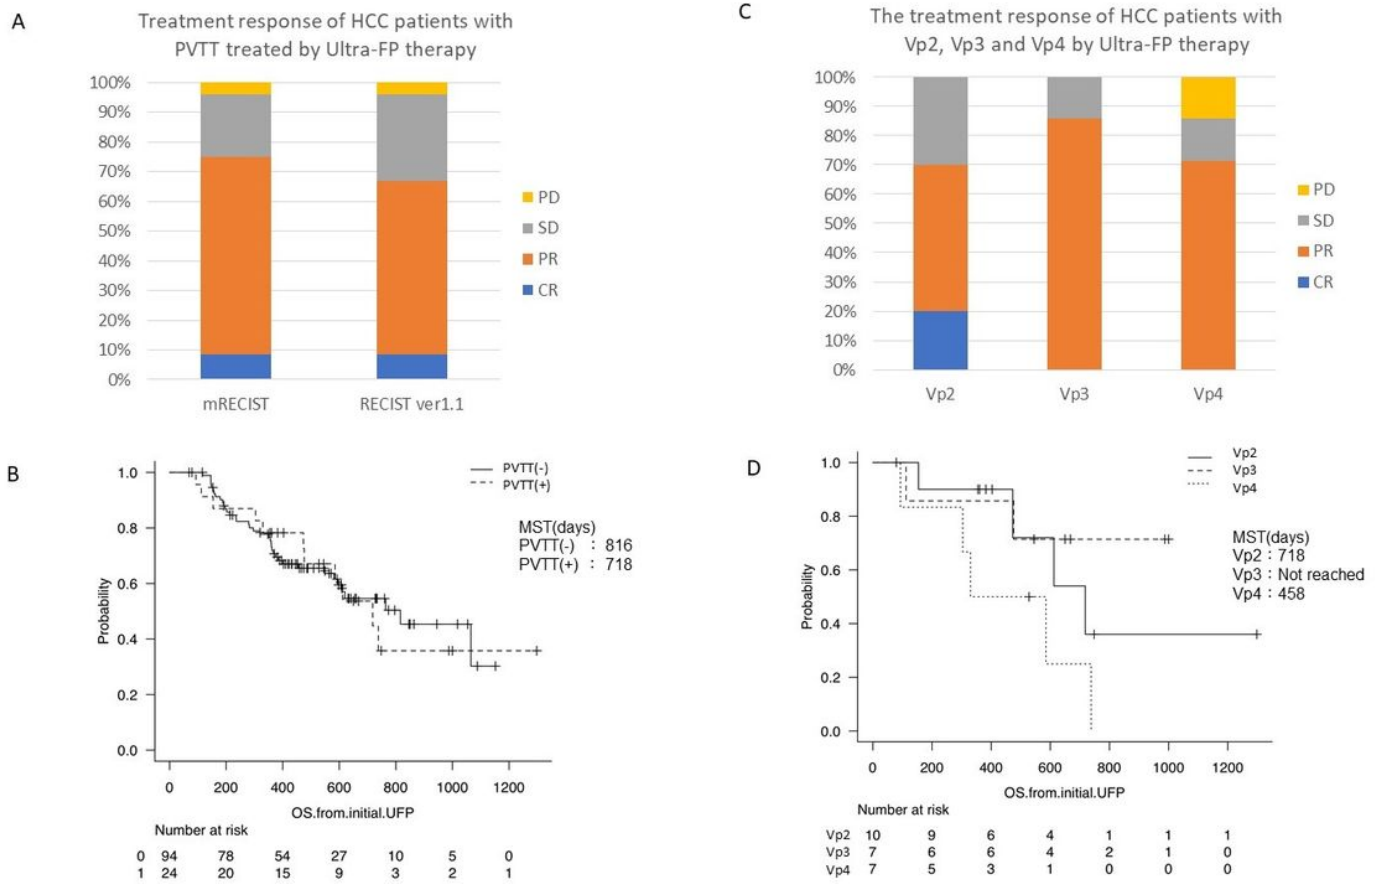 A
Treatment response of HCC patients with
PVTT treated by Ultra-FP therapy
100%
90%
80%
70%
60%
50%
40%
30%
20%
10%
0%
mRECIST RECIST ver1.1
PD
SD
PR
CR
C
The treatment response of HCC patients with
Vp2, Vp3 and Vp4 by Ultra-FP therapy
100%
90%
80%
70%
60%
50%
40%
30%
20%
10%
0%
Vp2 Vp3 Vp4
PD
SD
PR
CR
B
PVTT(-)
PVTT(+)
MST(days)
PVTT(-) : 816
PVTT(+) : 718
Probability
1.0
0.8
0.6
0.4
0.2
0.0
0 200 400 600 800 1000 1200
OS.from.initial.UFP
Number at risk
0 94 78 54 27 10 5 0
1 24 20 15 9 3 2 1
D
Vp2
Vp3
Vp4
MST(days)
Vp2 : 718
Vp3 : Not reached
Vp4 : 458
Probability
1.0
0.8
0.6
0.4
0.2
0.0
0 200 400 600 800 1000 1200
OS.from.initial.UFP
Number at risk
Vp2 10 9 6 4 1 1 1
Vp3 7 6 6 4 2 1 0
Vp4 7 5 3 1 0 0 0